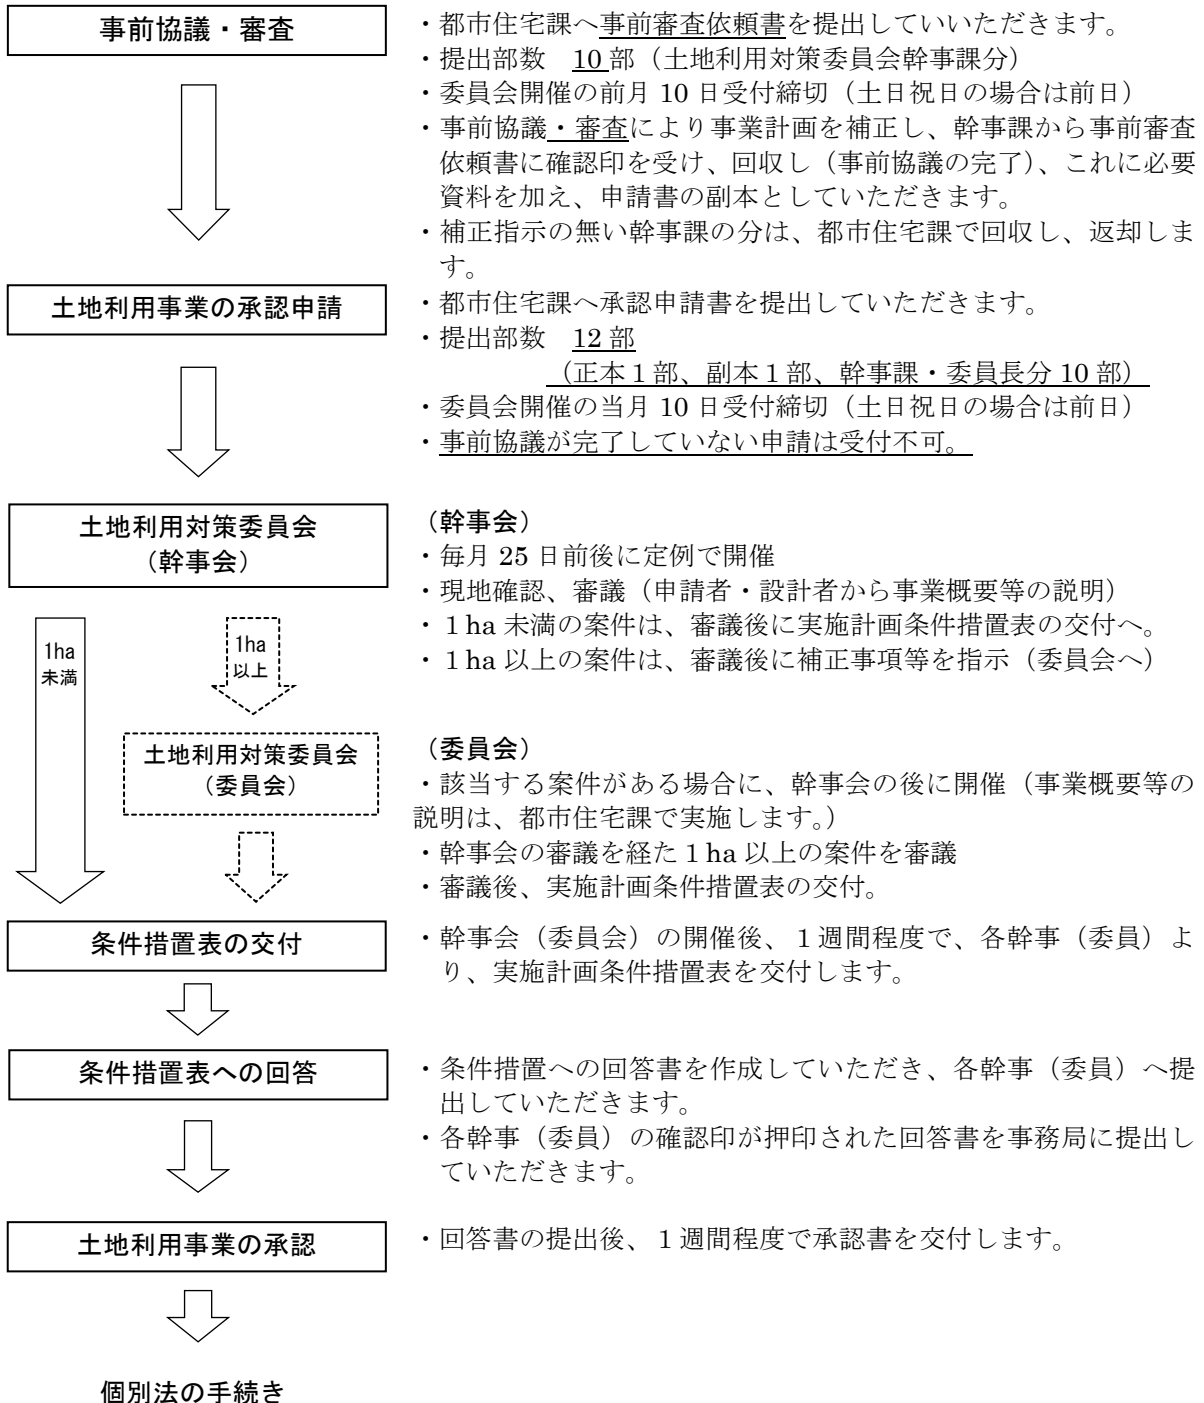 事前協議・審査
・都市住宅課へ事前審査依頼書を提出していいただきます。
・提出部数　10 部（土地利用対策委員会幹事課分）
・委員会開催の前月 10 日受付締切（土日祝日の場合は前日）
・事前協議・審査により事業計画を補正し、幹事課から事前審査
依頼書に確認印を受け、回収し（事前協議の完了）、これに必要
資料を加え、申請書の副本としていただきます。
・補正指示の無い幹事課の分は、都市住宅課で回収し、返却しま
す。
土地利用事業の承認申請
・都市住宅課へ承認申請書を提出していただきます。
・提出部数　12 部
（正本１部、副本１部、幹事課・委員長分 10 部）
・委員会開催の当月 10 日受付締切（土日祝日の場合は前日）
・事前協議が完了していない申請は受付不可。
土地利用対策委員会
（幹事会）
（幹事会）
・毎月 25 日前後に定例で開催
・現地確認、審議（申請者・設計者から事業概要等の説明）
・１ha 未満の案件は、審議後に実施計画条件措置表の交付へ。
・１ha 以上の案件は、審議後に補正事項等を指示（委員会へ）
1ha
未満
1ha
以上
土地利用対策委員会
（委員会）
（委員会）
・該当する案件がある場合に、幹事会の後に開催（事業概要等の
説明は、都市住宅課で実施します。）
・幹事会の審議を経た１ha 以上の案件を審議
・審議後、実施計画条件措置表の交付。
条件措置表の交付
・幹事会（委員会）の開催後、１週間程度で、各幹事（委員）よ
り、実施計画条件措置表を交付します。
条件措置表への回答
・条件措置への回答書を作成していただき、各幹事（委員）へ提
出していただきます。
・各幹事（委員）の確認印が押印された回答書を事務局に提出し
ていただきます。
土地利用事業の承認
・回答書の提出後、１週間程度で承認書を交付します。
個別法の手続き